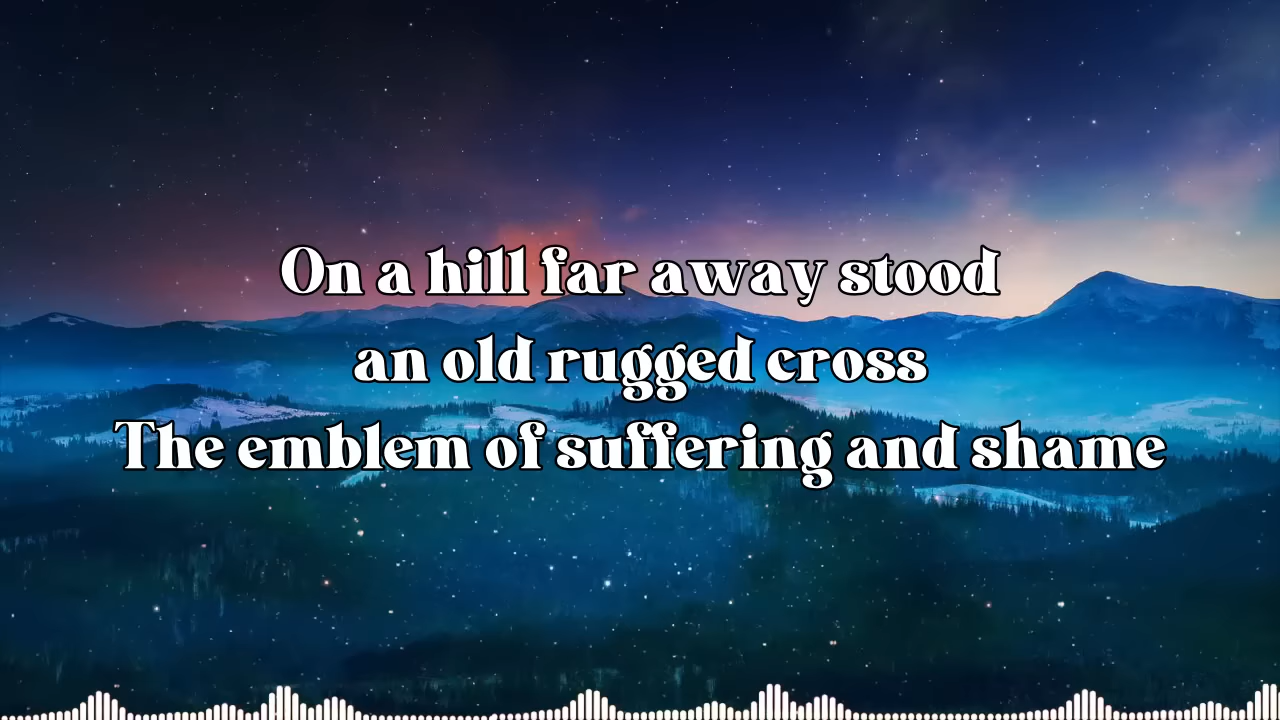 On a hill far away stood
an old rugged cross
The emblem of suffering and shame